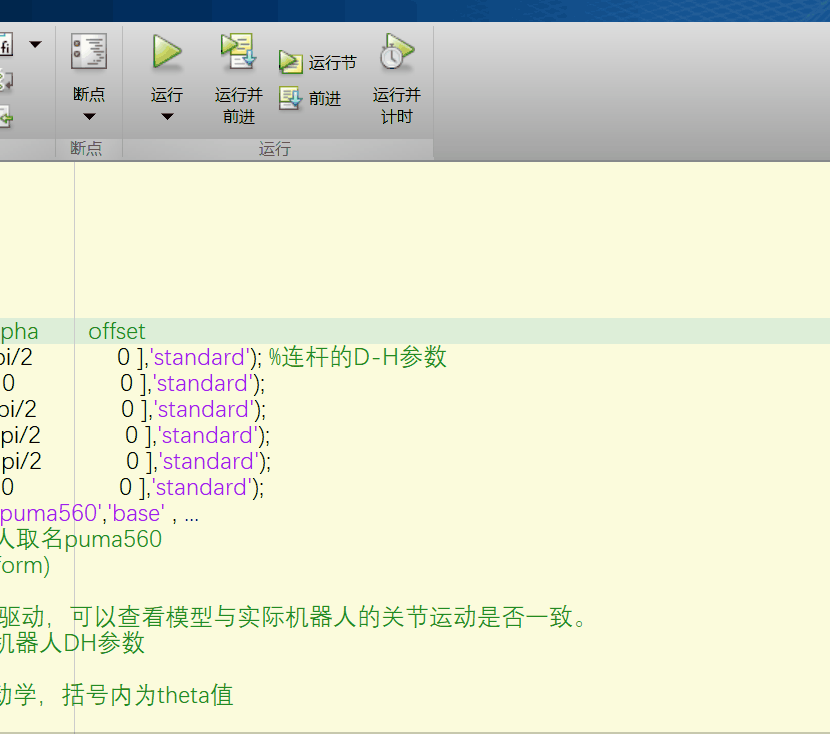 fi
断点
运行
运行并
前进
运行节
前进
运行并
计时
断点
运行
pha offset
pi/2 0 ],'standard'); %连杆的D-H参数
0 0 ],'standard');
pi/2 0 ],'standard');
pi/2 0 ],'standard');
pi/2 0 ],'standard');
0 0 ],'standard');
puma560','base' , ...
人取名puma560
form)
驱动，可以查看模型与实际机器人的关节运动是否一致。
机器人DH参数
动学，括号内为theta值